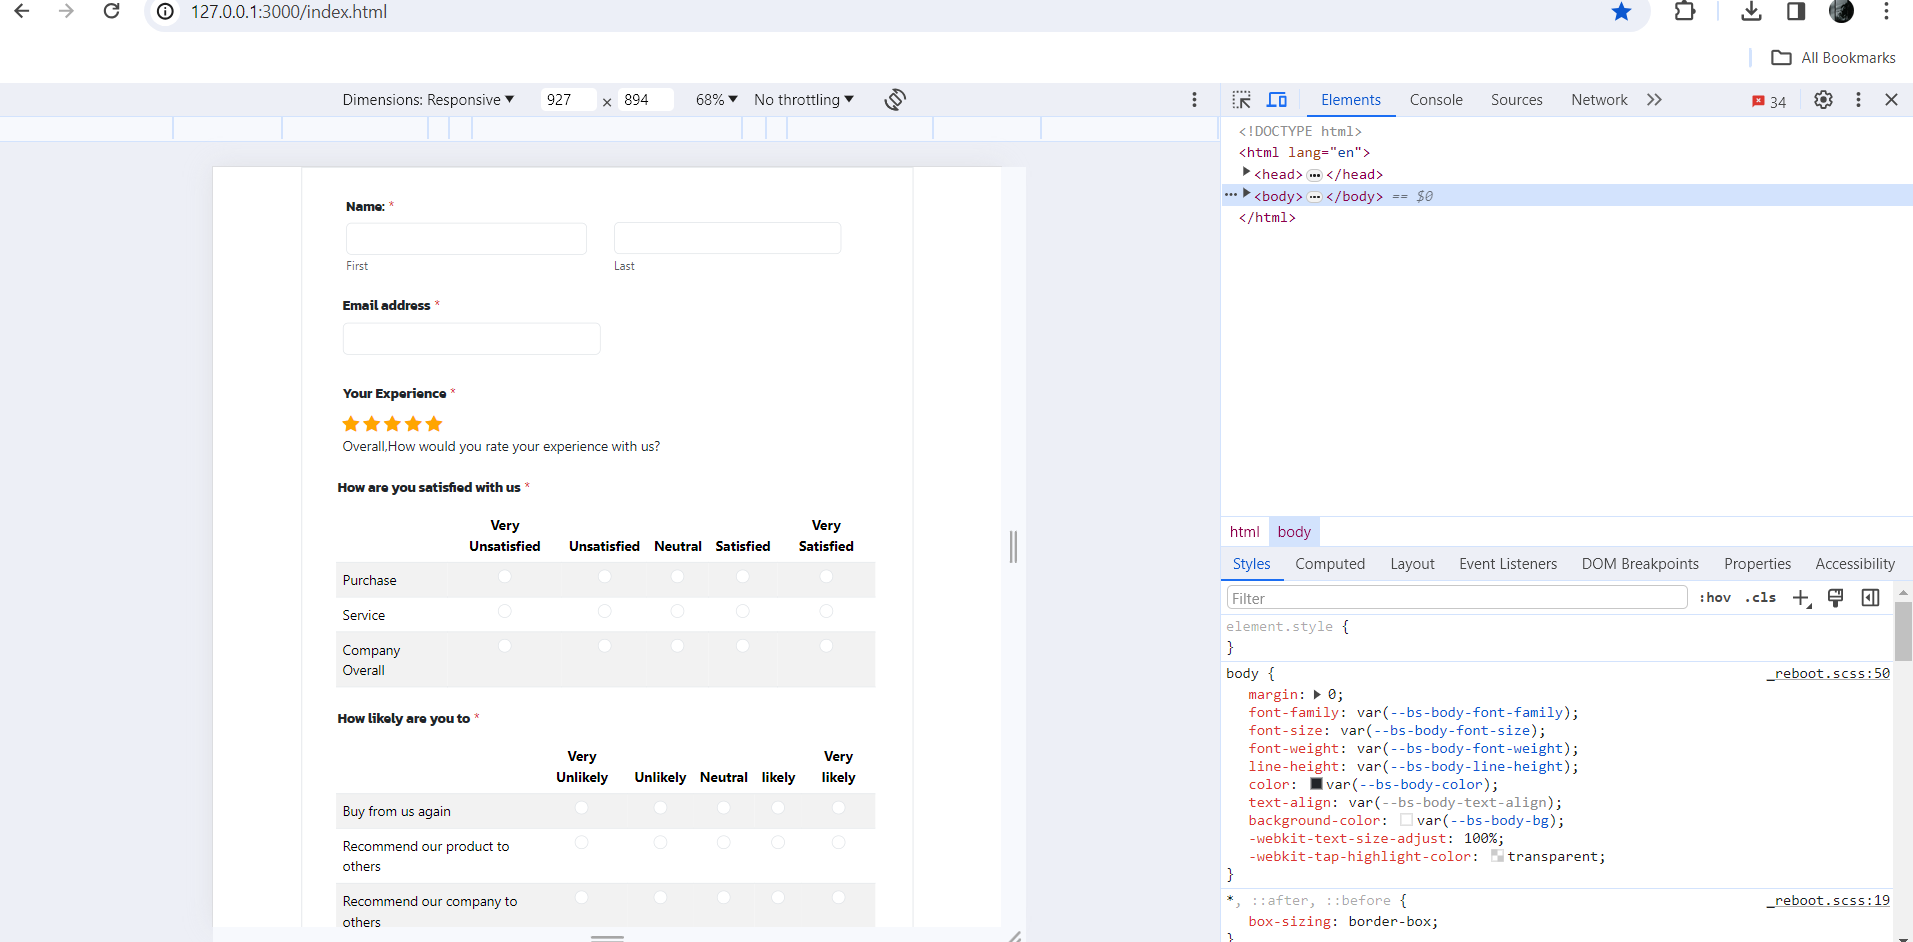 127.0.0.1:3000/index.html
All Bookmarks
Dimensions: Responsive ▼ 927 × 894 68% ▼ No throttling ▼
Elements Console Sources Network 34
<!DOCTYPE html>
<html lang="en">
<head> ••• </head>
••• <body> ••• </body> == $0
</html>
Name: *
First Last
Email address *
Your Experience *
Overall,How would you rate your experience with us?
How are you satisfied with us *
Very Unsatisfied Unsatisfied Neutral Satisfied Very Satisfied
Purchase
Service
Company
Overall
How likely are you to *
Very Unlikely Unlikely Neutral likely Very likely
Buy from us again
Recommend our product to
others
Recommend our company to
others
html body
Styles Computed Layout Event Listeners DOM Breakpoints Properties Accessibility
Filter :hov .cls
element.style {
}
body { _reboot.scss:50
margin: ▶ 0;
font-family: var(--bs-body-font-family);
font-size: var(--bs-body-font-size);
font-weight: var(--bs-body-font-weight);
line-height: var(--bs-body-line-height);
color: var(--bs-body-color);
text-align: var(--bs-body-text-align);
background-color: var(--bs-body-bg);
-webkit-text-size-adjust: 100%;
-webkit-tap-highlight-color: transparent;
}
*, ::after, ::before { _reboot.scss:19
box-sizing: border-box;
}